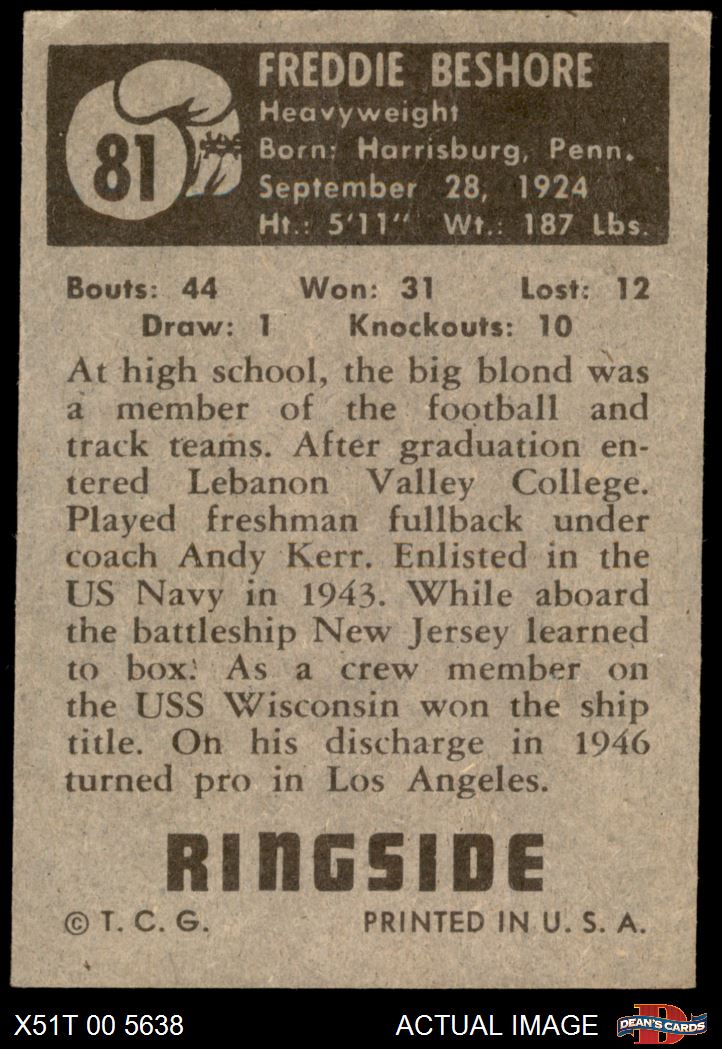 81
FREDDIE BESHORE
Heavyweight
Born: Harrisburg, Penn.
September 28, 1924
Ht.: 5'11" Wt.: 187 Lbs.
Bouts: 44 Won: 31 Lost: 12
Draw: 1 Knockouts: 10
At high school, the big blond was
a member of the football and
track teams. After graduation en-
tered Lebanon Valley College.
Played freshman fullback under
coach Andy Kerr. Enlisted in the
US Navy in 1943. While aboard
the battleship New Jersey learned
to box. As a crew member on
the USS Wisconsin won the ship
title. On his discharge in 1946
turned pro in Los Angeles.
RINGSIDE
© T. C. G. PRINTED IN U. S. A.
X51T 00 5638 ACTUAL IMAGE D DEAN'S CARDS